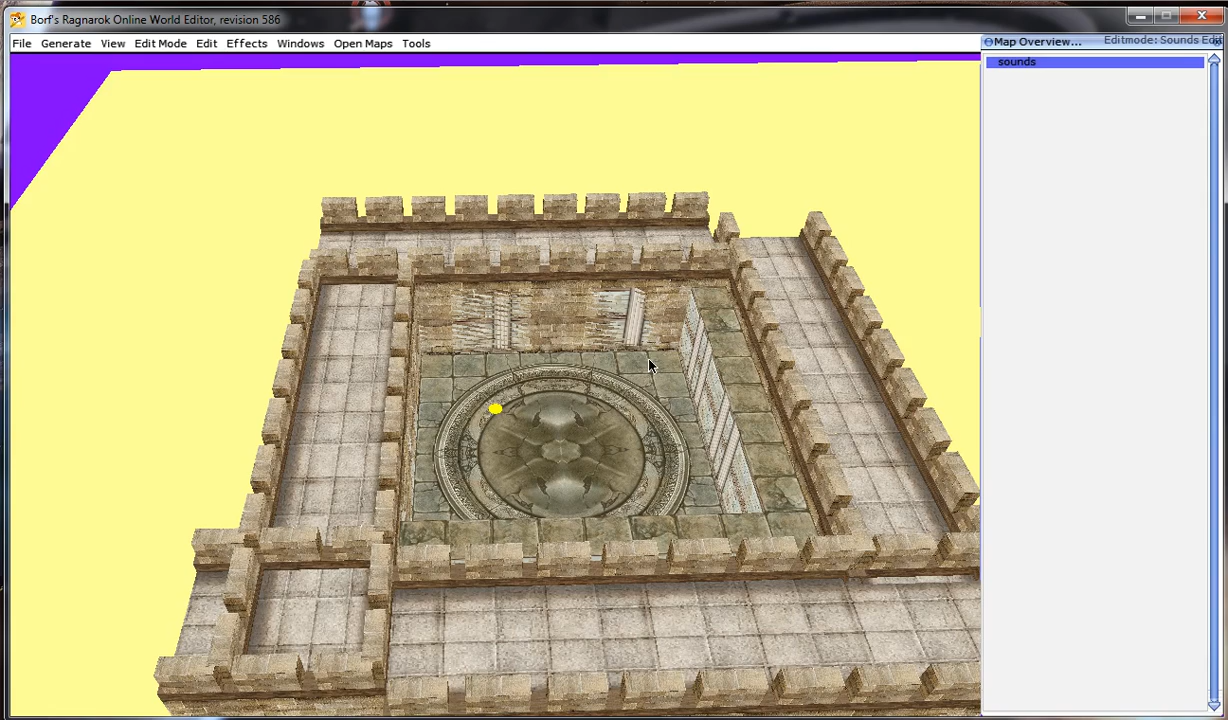 Borf's Ragnarok Online World Editor, revision 586
File Generate View Edit Mode Edit Effects Windows Open Maps Tools
Map Overview... Editmode: Sounds Edit
sounds